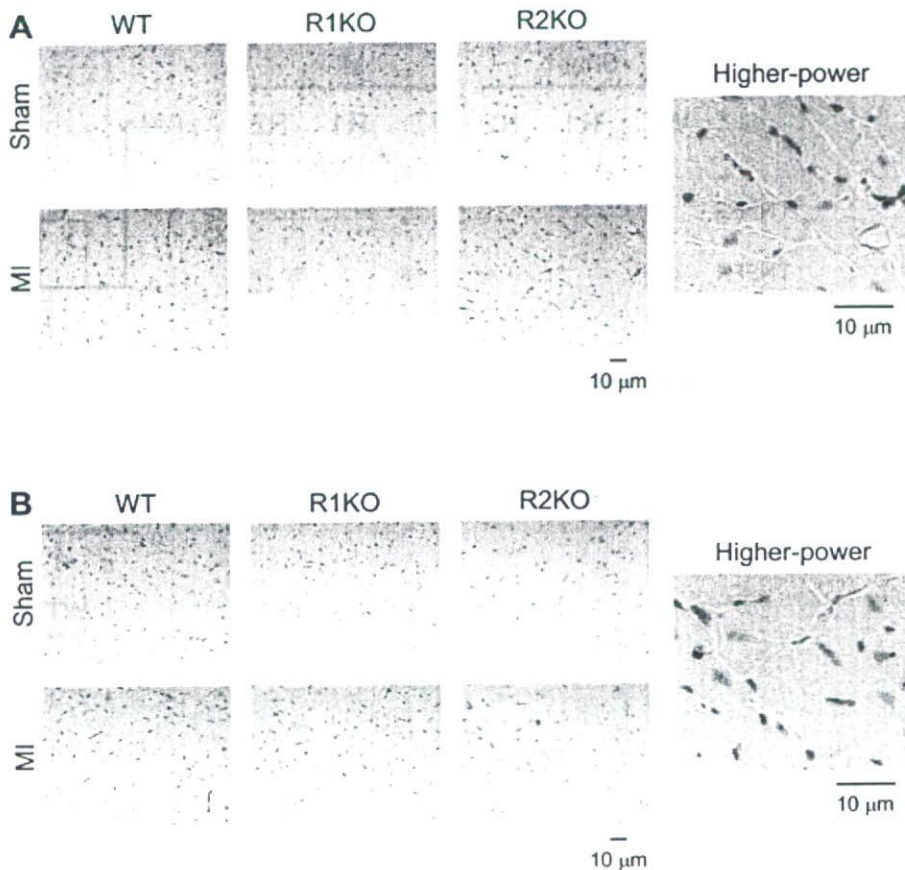 A WT R1KO R2KO
Higher-power
Sham
MI
10 μm
10 μm
B WT R1KO R2KO
Higher-power
Sham
MI
10 μm
10 μm